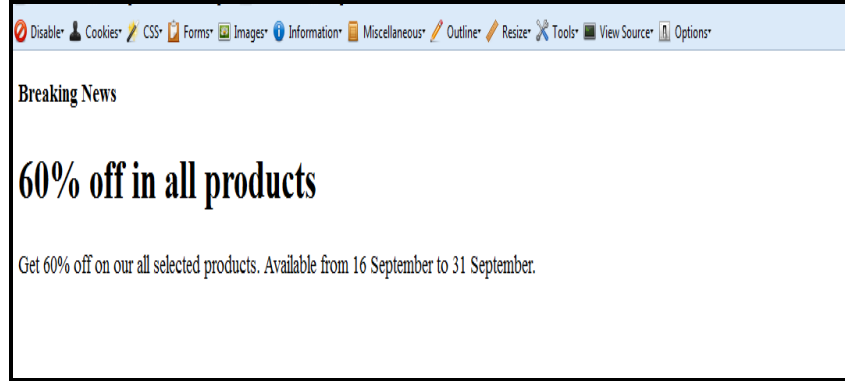 Disable Cookies CSS Forms Images Information Miscellaneous Outline Resize Tools View Source Options
Breaking News
60% off in all products
Get 60% off on our all selected products. Available from 16 September to 31 September.